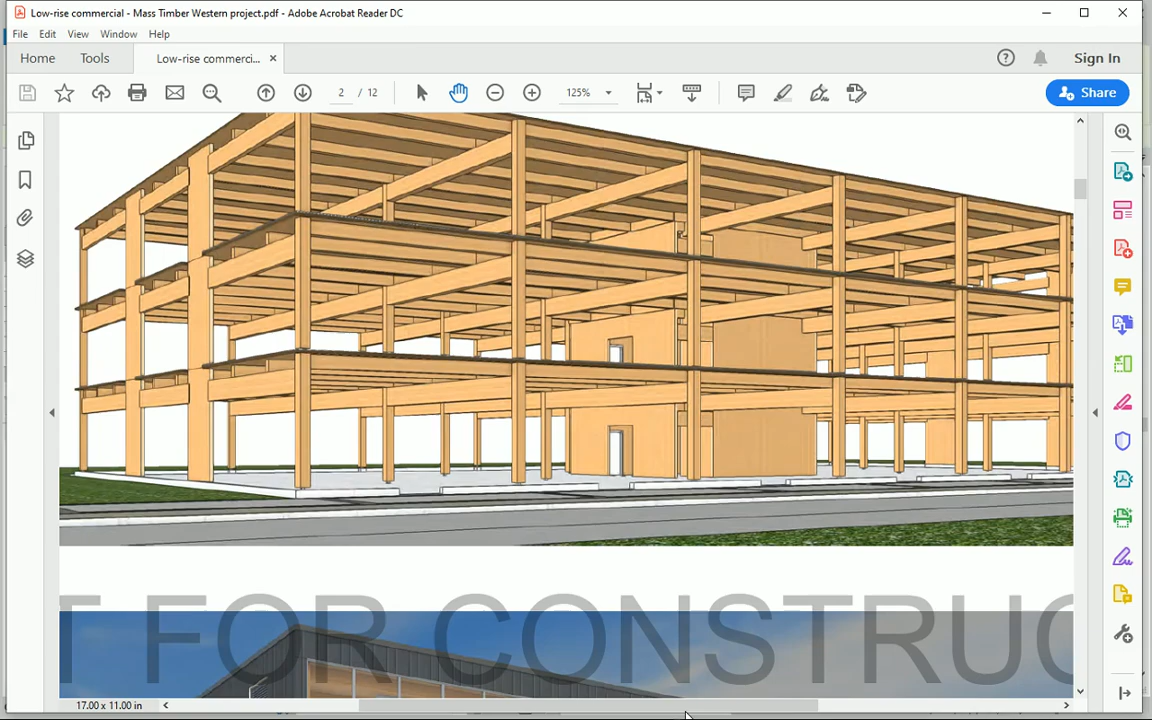 Low-rise commercial - Mass Timber Western project.pdf - Adobe Acrobat Reader DC
File Edit View Window Help
Home Tools Low-rise commerci... Sign In
2 / 12 125% Share
T FOR CONSTRUC
17.00 x 11.00 in